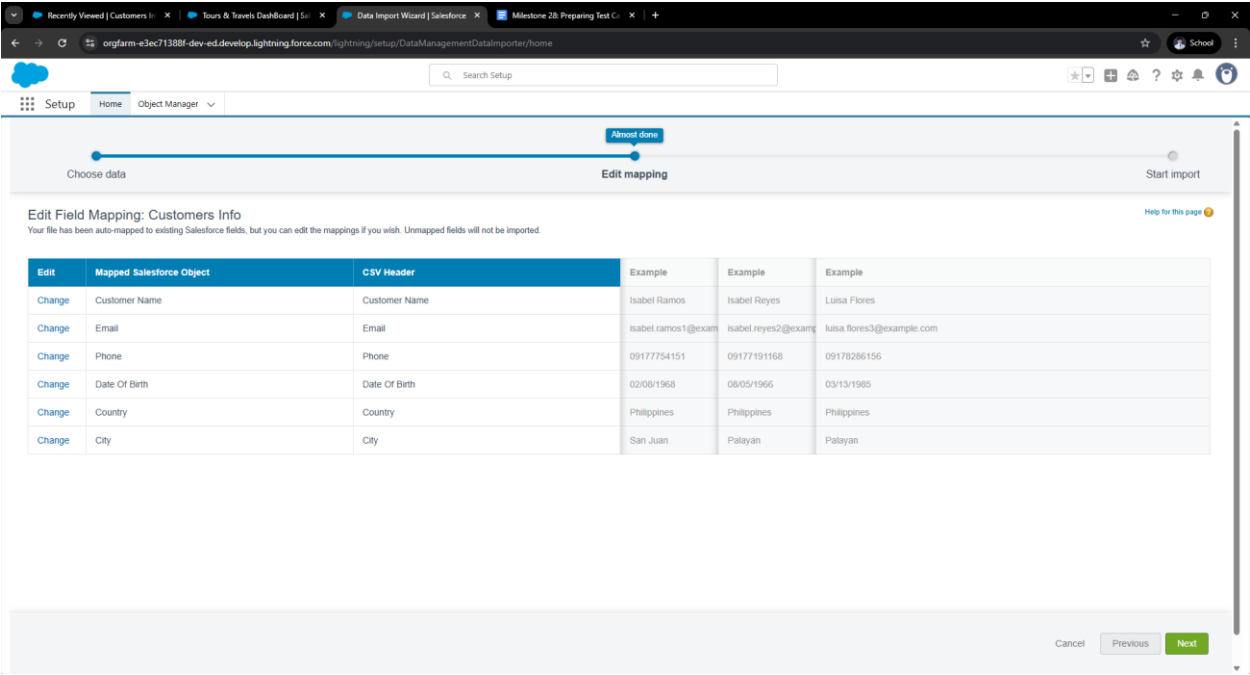 Recently Viewed | Customers In
Tours & Travels DashBoard | Sal
Data Import Wizard | Salesforce
Milestone 28: Preparing Test Ca
orgfarm-e3ec71388f-dev-ed.develop.lightning.force.com/lightning/setup/DataManagementDataImporter/home
School
Search Setup
Setup
Home
Object Manager
Almost done
Choose data
Edit mapping
Start import
Edit Field Mapping: Customers Info
Help for this page
Your file has been auto-mapped to existing Salesforce fields, but you can edit the mappings if you wish. Unmapped fields will not be imported.
Edit Mapped Salesforce Object CSV Header Example Example Example
Change Customer Name Customer Name Isabel Ramos Isabel Reyes Luisa Flores
Change Email Email isabel.ramos1@exam isabel.reyes2@examp luisa.flores3@example.com
Change Phone Phone 09177754151 09177191168 09178286156
Change Date Of Birth Date Of Birth 02/08/1968 08/05/1966 03/13/1985
Change Country Country Philippines Philippines Philippines
Change City City San Juan Palayan Palayan
Cancel
Previous
Next